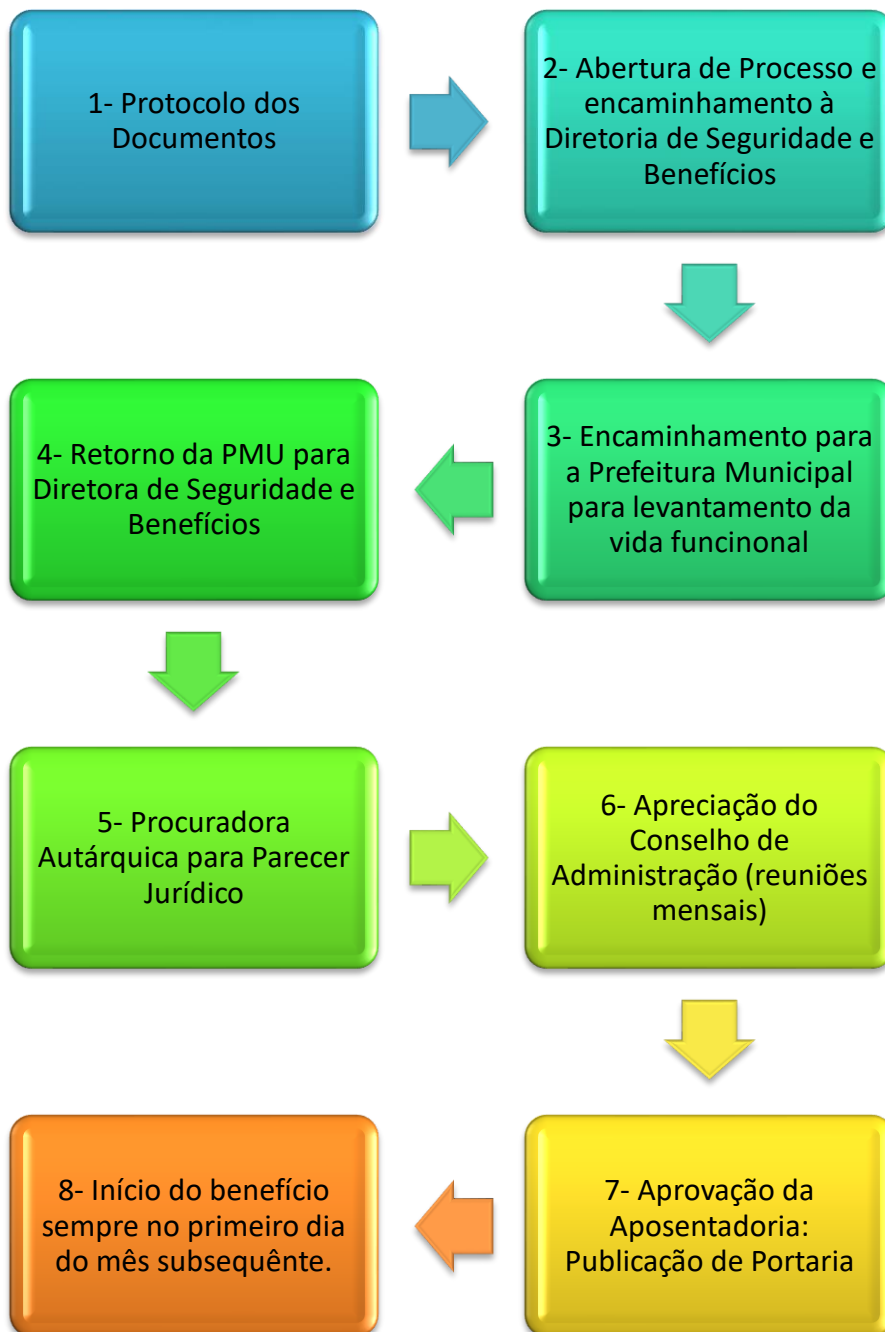 1- Protocolo dos
Documentos
2- Abertura de Processo e
encaminhamento à
Diretoria de Seguridade e
Benefícios
3- Encaminhamento para
a Prefeitura Municipal
para levantamento da
vida funcinonal
4- Retorno da PMU para
Diretora de Seguridade e
Benefícios
5- Procuradora
Autárquica para Parecer
Jurídico
6- Apreciação do
Conselho de
Administração (reuniões
mensais)
7- Aprovação da
Aposentadoria:
Publicação de Portaria
8- Início do benefício
sempre no primeiro dia
do mês subsequênte.